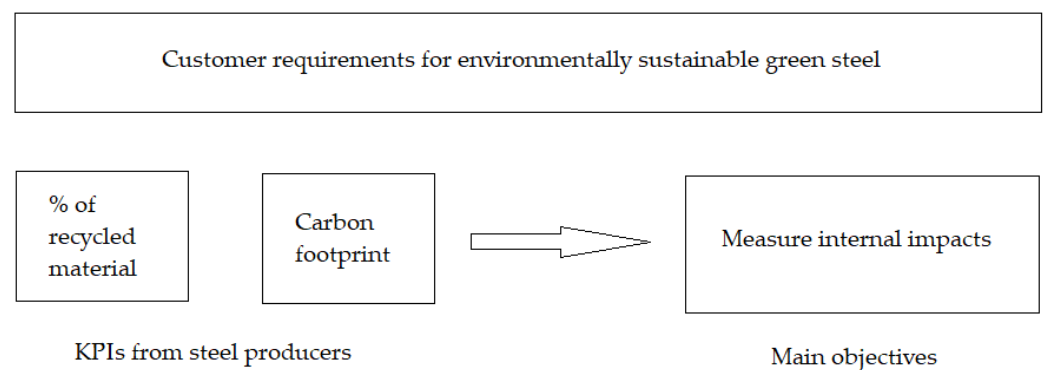 Customer requirements for environmentally sustainable green steel
% of
recycled
material
Carbon
footprint
Measure internal impacts
KPIs from steel producers
Main objectives